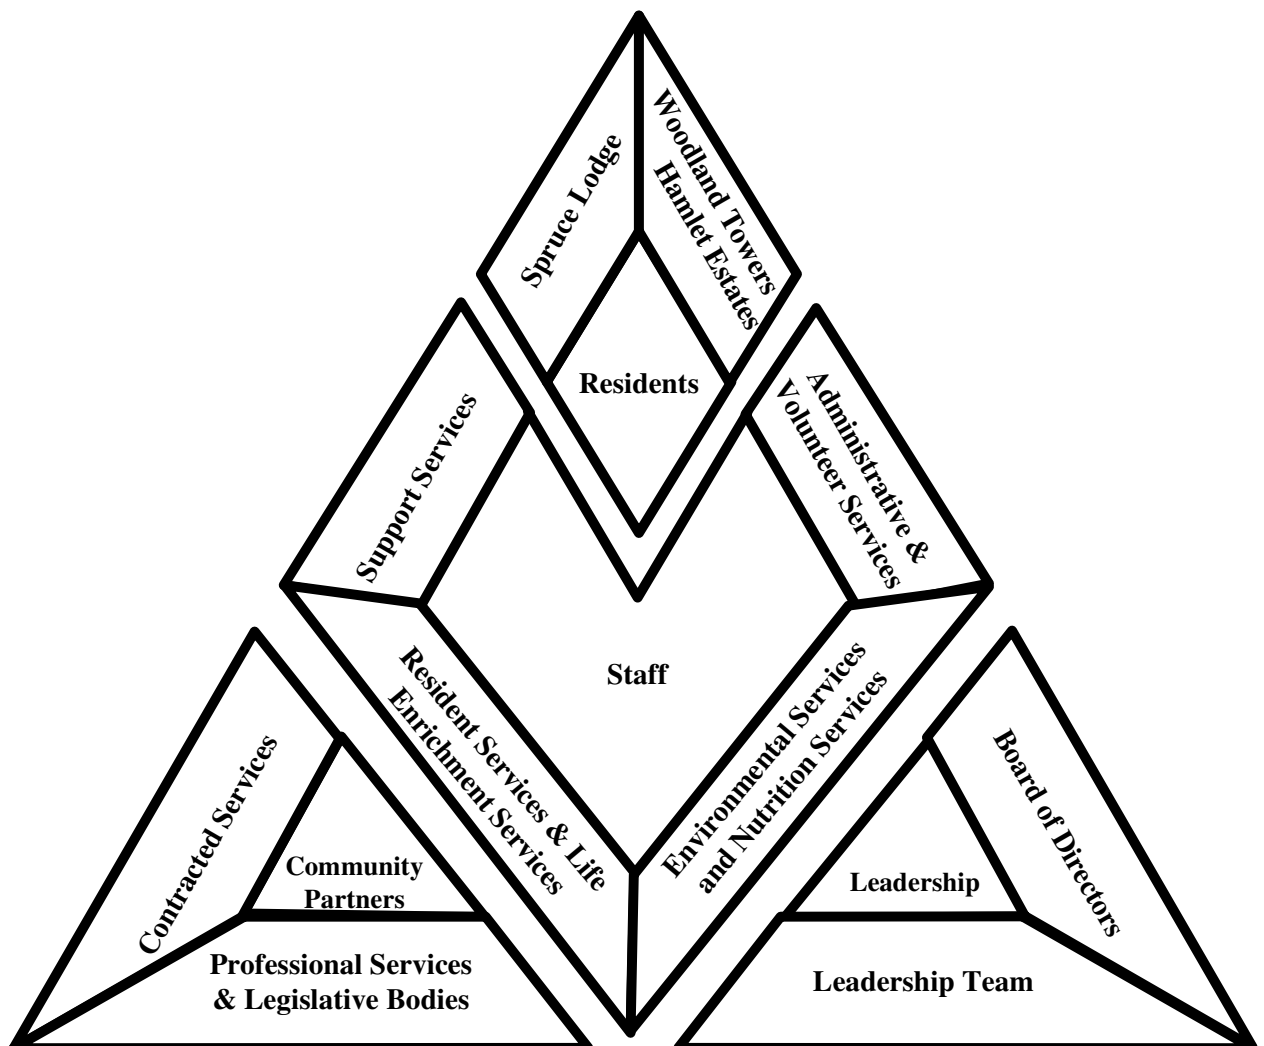 Spruce Lodge
Woodland Towers
Hamlet Estates
Residents
Support Services
Administrative &
Volunteer Services
Staff
Resident Services & Life
Enrichment Services
Environmental Services
and Nutrition Services
Contracted Services
Community
Partners
Professional Services
& Legislative Bodies
Board of Directors
Leadership
Leadership Team